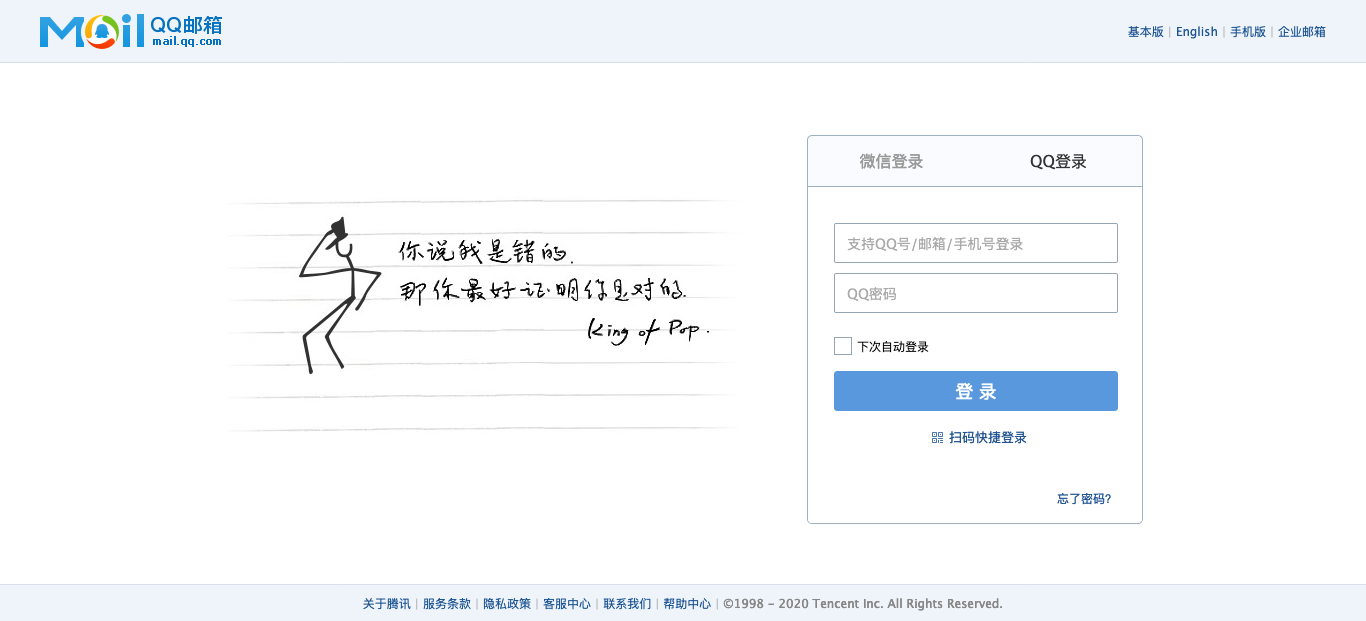 Mail QQ邮箱
mail.qq.com
基本版 | English | 手机版 | 企业邮箱
微信登录 QQ登录
你说我是错的.
那你最好证明你是对的.
King of Pop.
支持QQ号/邮箱/手机号登录
QQ密码
下次自动登录
登 录
扫码快捷登录
忘了密码?
关于腾讯 | 服务条款 | 隐私政策 | 客服中心 | 联系我们 | 帮助中心 | ©1998 - 2020 Tencent Inc. All Rights Reserved.